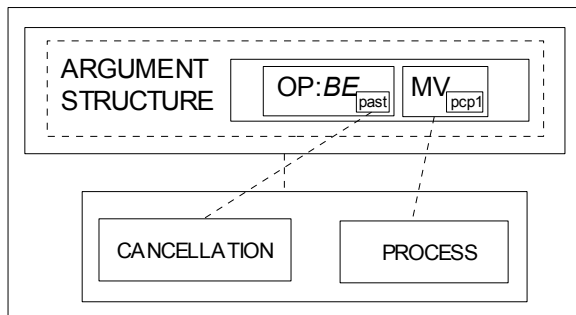 ARGUMENT
STRUCTURE
OP:BE past
MV pcp1
CANCELLATION
PROCESS